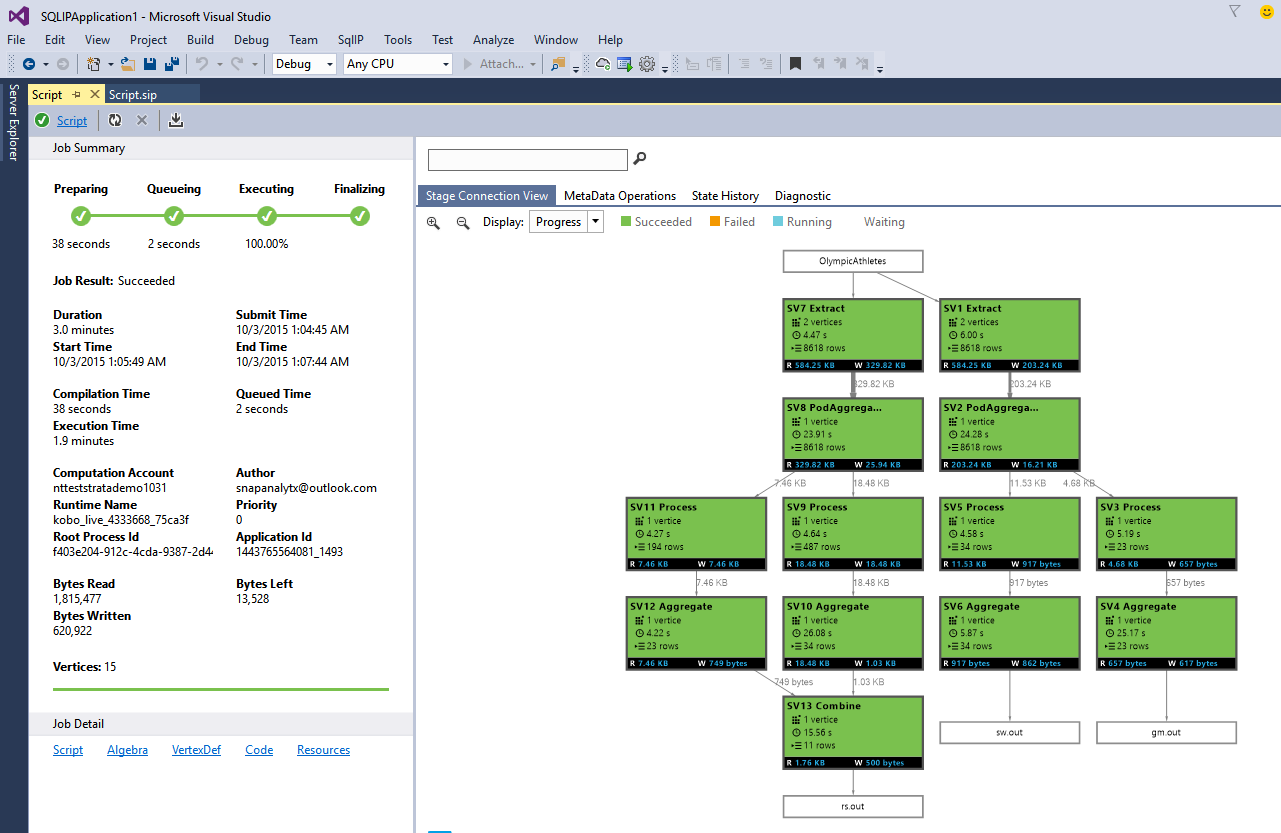 SQLIPApplication1 - Microsoft Visual Studio
File Edit View Project Build Debug Team SqlIP Tools Test Analyze Window Help
Debug Any CPU Attach...
Server Explorer
Script Script.sip
Script
Job Summary
Preparing Queueing Executing Finalizing
38 seconds 2 seconds 100.00%
Job Result: Succeeded
Duration Submit Time
3.0 minutes 10/3/2015 1:04:45 AM
Start Time End Time
10/3/2015 1:05:49 AM 10/3/2015 1:07:44 AM
Compilation Time Queued Time
38 seconds 2 seconds
Execution Time
1.9 minutes
Computation Account Author
ntteststratademo1031 snapanalytx@outlook.com
Runtime Name Priority
kobo_live_4333668_75ca3f 0
Root Process Id Application Id
f403e204-912c-4cda-9387-2d4 1443765564081_1493
Bytes Read Bytes Left
1,815,477 13,528
Bytes Written
620,922
Vertices: 15
Job Detail
Script Algebra VertexDef Code Resources
Stage Connection View MetaData Operations State History Diagnostic
Display: Progress Succeeded Failed Running Waiting
OlympicAthletes
SV7 Extract SV1 Extract
2 vertices 2 vertices
4.47 s 6.00 s
8618 rows 8618 rows
R 584.25 KB W 329.82 KB R 584.25 KB W 203.24 KB
329.82 KB 203.24 KB
SV8 PodAggrega... SV2 PodAggrega...
1 vertice 1 vertice
23.91 s 24.28 s
8618 rows 8618 rows
R 329.82 KB W 25.94 KB R 203.24 KB W 16.21 KB
7.46 KB 18.48 KB 11.53 KB 4.68 KB
SV11 Process SV9 Process SV5 Process SV3 Process
1 vertice 1 vertice 1 vertice 1 vertice
4.27 s 4.64 s 4.58 s 5.19 s
194 rows 487 rows 34 rows 23 rows
R 7.46 KB W 7.46 KB R 18.48 KB W 18.48 KB R 11.53 KB W 917 bytes R 4.68 KB W 657 bytes
7.46 KB 18.48 KB 917 bytes 657 bytes
SV12 Aggregate SV10 Aggregate SV6 Aggregate SV4 Aggregate
1 vertice 1 vertice 1 vertice 1 vertice
4.22 s 26.08 s 5.87 s 25.17 s
23 rows 34 rows 34 rows 23 rows
R 7.46 KB W 749 bytes R 18.48 KB W 1.03 KB R 917 bytes W 862 bytes R 657 bytes W 617 bytes
749 bytes 1.03 KB
SV13 Combine
1 vertice
15.56 s
11 rows
R 1.76 KB W 500 bytes
sw.out gm.out
rs.out